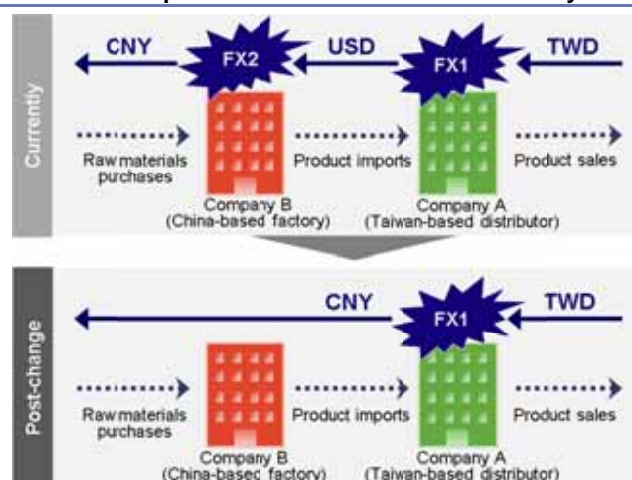 Currently
CNY
FX2
USD
FX1
TWD
Raw materials
purchases
Product imports
Product sales
Company B
(China-based factory)
Company A
(Taiwan-based distributor)
Post-change
CNY
FX1
TWD
Raw materials
purchases
Product imports
Product sales
Company B
(China-based factory)
Company A
(Taiwan-based distributor)